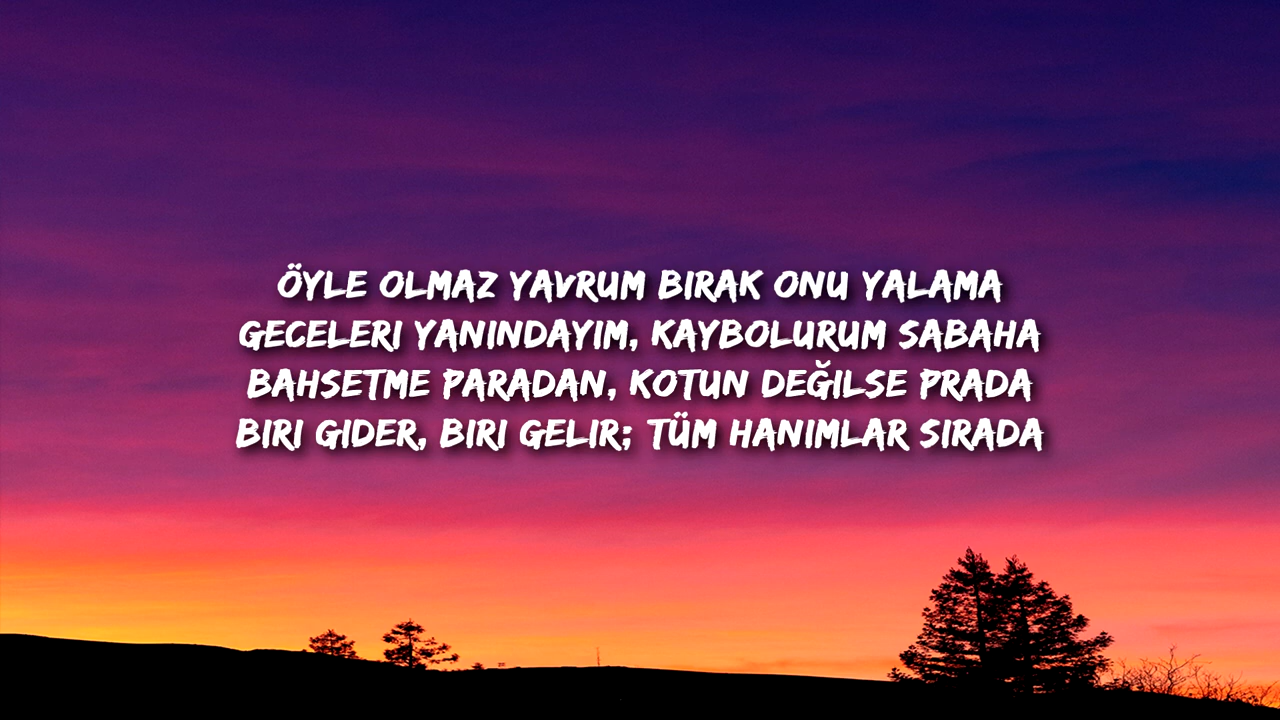 ÖYLE OLMAZ YAVRUM BIRAK ONU YALAMA
GECELERI YANINDAYIM, KAYBOLURUM SABAHA
BAHSETME PARADAN, KOTUN DEĞILSE PRADA
BIRI GIDER, BIRI GELIR; TÜM HANIMLAR SIRADA